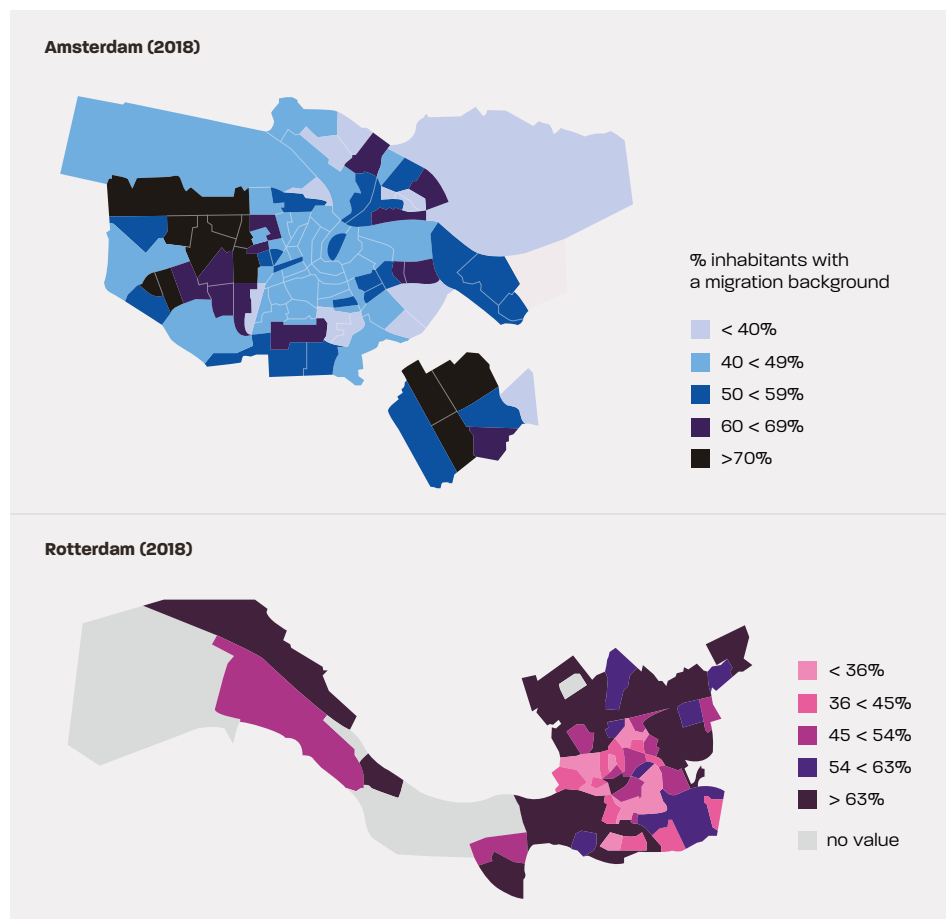 Amsterdam (2018)
% inhabitants with
a migration background
< 40%
40 < 49%
50 < 59%
60 < 69%
>70%
Rotterdam (2018)
< 36%
36 < 45%
45 < 54%
54 < 63%
> 63%
no value